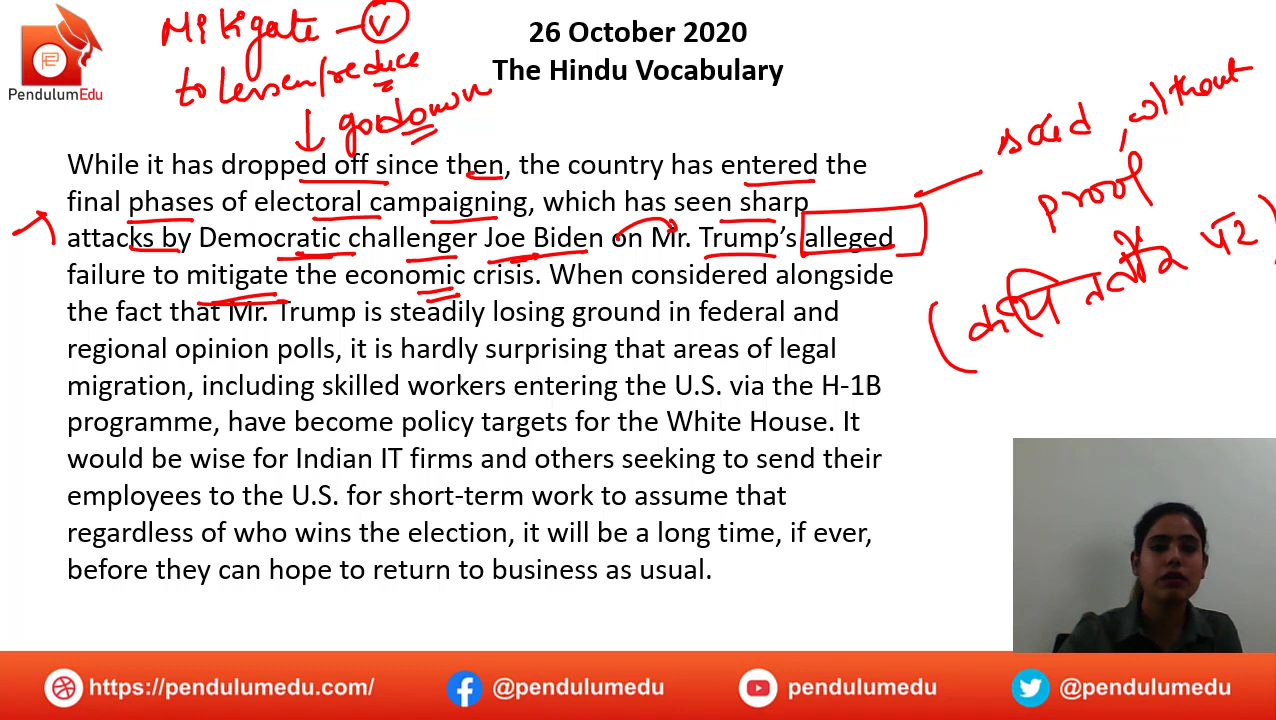 26 October 2020
The Hindu Vocabulary
PendulumEdu
Mitigate - V
to lessen/reduce
go down
said, without
proof
While it has dropped off since then, the country has entered the
final phases of electoral campaigning, which has seen sharp
attacks by Democratic challenger Joe Biden on Mr. Trump's alleged
failure to mitigate the economic crisis. When considered alongside
the fact that Mr. Trump is steadily losing ground in federal and
regional opinion polls, it is hardly surprising that areas of legal
migration, including skilled workers entering the U.S. via the H-1B
programme, have become policy targets for the White House. It
would be wise for Indian IT firms and others seeking to send their
employees to the U.S. for short-term work to assume that
regardless of who wins the election, it will be a long time, if ever,
before they can hope to return to business as usual.
https://pendulumedu.com/
@pendulumedu
pendulumedu
@pendulumedu